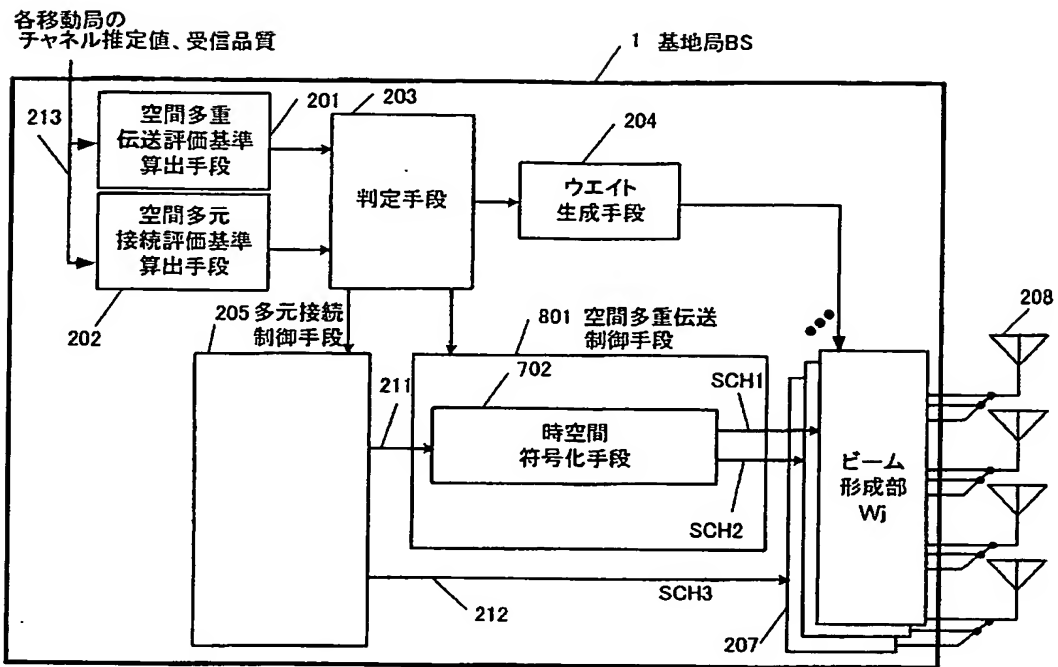 各移動局の
チャネル推定値、受信品質
1 基地局BS
213
空間多重
伝送評価基準
算出手段
201
203
204
空間多元
接続評価基準
算出手段
202
判定手段
ウエイト
生成手段
205 多元接続
制御手段
801 空間多重伝送
制御手段
208
702
211
時空間
符号化手段
SCH1
SCH2
ビーム
形成部
Wj
212
SCH3
207